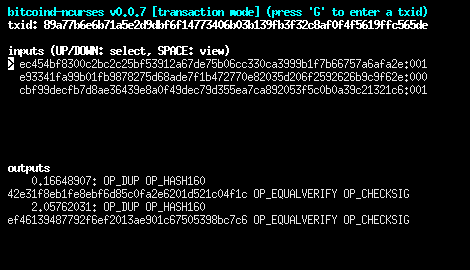 bitcoind-ncurses v0.0.7 [transaction mode] (press 'G' to enter a txid)
txid: 89a77b6e6b71a5e2d9dbf6f14773406b03b139fb3f32c8af0f4f5619ffc565de
inputs (UP/DOWN: select, SPACE: view)
> ec454bf8300c2bc2c25bf53912a67de75b06cc330ca3999b1f7b66757a6afa2e:001
e93341fa99b01fb9878275d68ade7f1b472770e82035d206f2592626b9c9f62e:000
cbf99decfb7d8ae36439e8a0f49dec79d355ea7ca892053f5c0b0a39c21321c6:001
outputs
0.16648907: OP_DUP OP_HASH160
42e31f8eb1fe8ebf6d85c0fa2e6201d521c04f1c OP_EQUALVERIFY OP_CHECKSIG
2.05762031: OP_DUP OP_HASH160
ef46139487792f6ef2013ae901c67505398bc7c6 OP_EQUALVERIFY OP_CHECKSIG